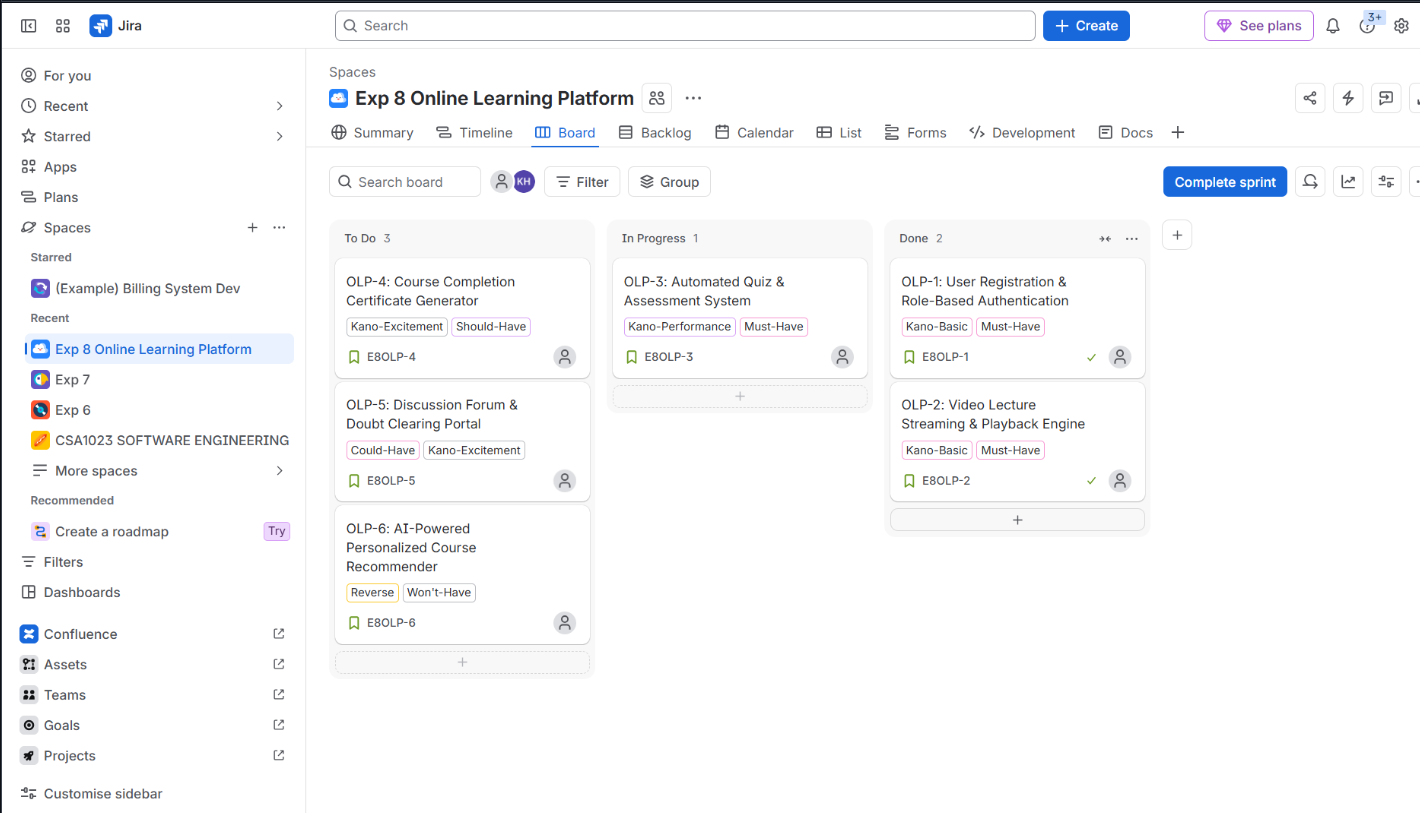 Jira
Search
+ Create
See plans
3+
For you
Recent
Starred
Apps
Plans
Spaces
Starred
(Example) Billing System Dev
Recent
Exp 8 Online Learning Platform
Exp 7
Exp 6
CSA1023 SOFTWARE ENGINEERING
More spaces
Recommended
Create a roadmap
Try
Filters
Dashboards
Confluence
Assets
Teams
Goals
Projects
Customise sidebar
Spaces
Exp 8 Online Learning Platform
Summary
Timeline
Board
Backlog
Calendar
List
Forms
Development
Docs
Search board
KH
Filter
Group
Complete sprint
To Do 3
OLP-4: Course Completion
Certificate Generator
Kano-Excitement
Should-Have
E8OLP-4
OLP-5: Discussion Forum &
Doubt Clearing Portal
Could-Have
Kano-Excitement
E8OLP-5
OLP-6: AI-Powered
Personalized Course
Recommender
Reverse
Won't-Have
E8OLP-6
In Progress 1
OLP-3: Automated Quiz &
Assessment System
Kano-Performance
Must-Have
E8OLP-3
Done 2
OLP-1: User Registration &
Role-Based Authentication
Kano-Basic
Must-Have
E8OLP-1
OLP-2: Video Lecture
Streaming & Playback Engine
Kano-Basic
Must-Have
E8OLP-2